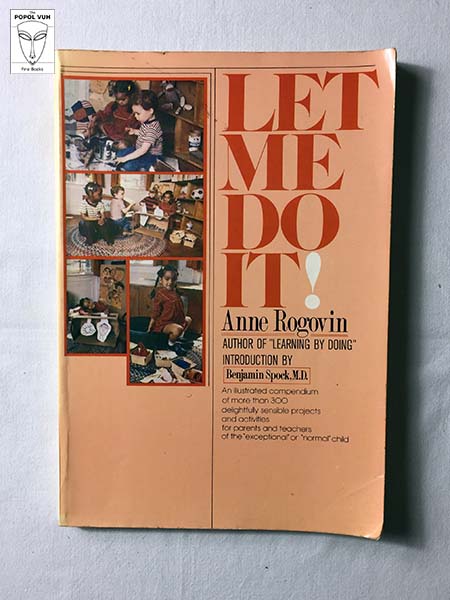 The
POPOL VUH
Fine Books
LET
ME
DO
IT!
Anne Rogovin
AUTHOR OF "LEARNING BY DOING"
INTRODUCTION BY
Benjamin Spock, M.D.
An illustrated compendium
of more than 300
delightfully sensible projects
and activities
for parents and teachers
of the "exceptional" or "normal" child